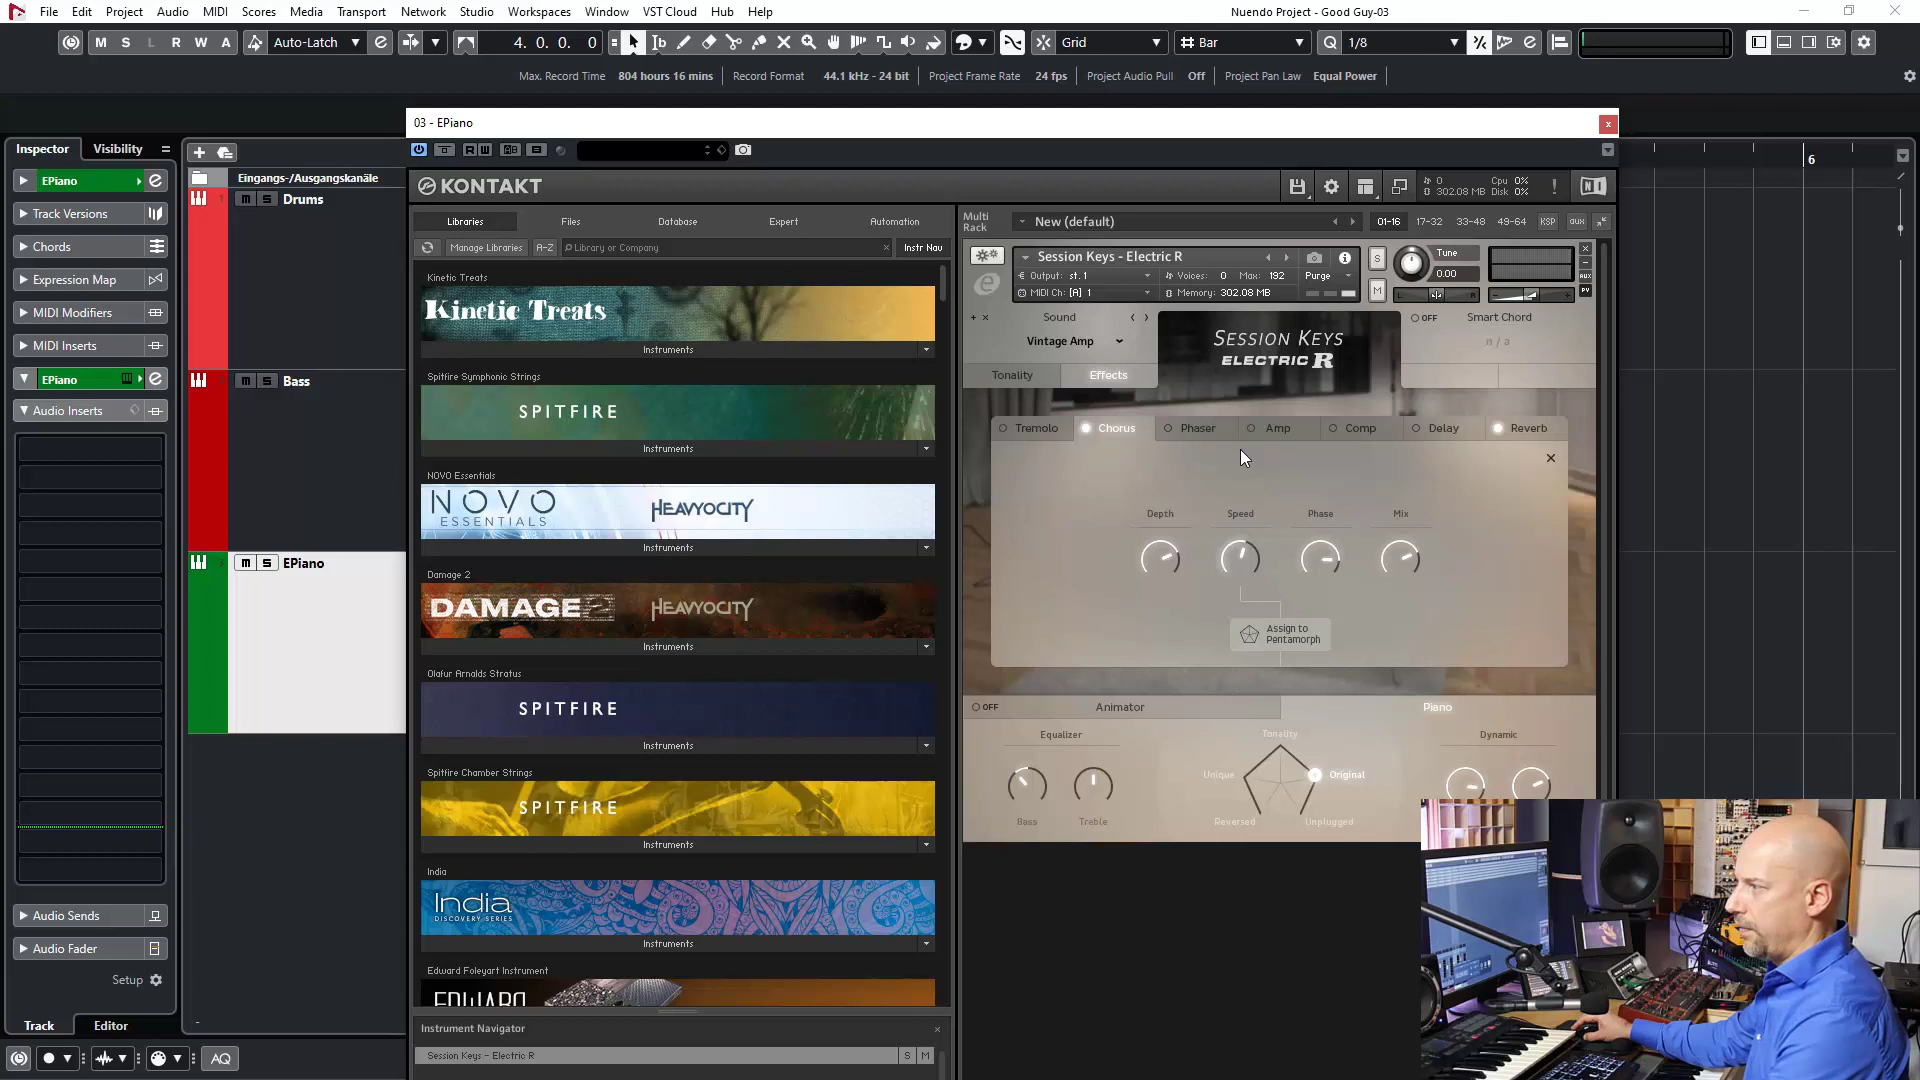 File Edit Project Audio MIDI Scores Media Transport Network Studio Workspaces Window VST Cloud Hub Help Nuendo Project - Good Guy-03
M S L R W A Auto-Latch 4. 0. 0. 0 Grid Bar Q 1/8
Max. Record Time 804 hours 16 mins Record Format 44.1 kHz - 24 bit Project Frame Rate 24 fps Project Audio Pull Off Project Pan Law Equal Power
03 - EPiano
Inspector Visibility
EPiano
Track Versions
Chords
Expression Map
MIDI Modifiers
MIDI Inserts
EPiano
Audio Inserts
Audio Sends
Audio Fader
Setup
Track Editor
AQ
Eingangs-/Ausgangskanäle
1 m S Drums
m S Bass
m S EPiano
6
KONTAKT
0 302.08 MB Cpu 0% Disk 0% !
Libraries Files Database Expert Automation
Manage Libraries A-Z Library or Company Instr Nav
Kinetic Treats
Kinetic Treats
Instruments
Spitfire Symphonic Strings
SPITFIRE
Instruments
NOVO Essentials
NOVO ESSENTIALS HEAVYOCITY
Instruments
Damage 2
DAMAGE 2 HEAVYOCITY
Instruments
Olafur Arnalds Stratus
SPITFIRE
Instruments
Spitfire Chamber Strings
SPITFIRE
Instruments
India
India
DISCOVERY SERIES
Instruments
Edward Foleyart Instrument
EDWARD
Instrument Navigator
Session Keys - Electric R S M
Multi Rack New (default) 01-16 17-32 33-48 49-64 KSP aux
Session Keys - Electric R
Output: st.1 Voices: 0 Max: 192 Purge
MIDI Ch: [A] 1 Memory: 302.08 MB
S M Tune 0.00 L R AUX PV
Sound
Vintage Amp
SESSION KEYS
ELECTRIC R
OFF Smart Chord
n / a
Tonality Effects
Tremolo Chorus Phaser Amp Comp Delay Reverb
Depth Speed Phase Mix
Assign to
Pentamorph
OFF Animator Piano
Equalizer Tonality Dynamic
Unique Original
Bass Treble Reversed Unplugged